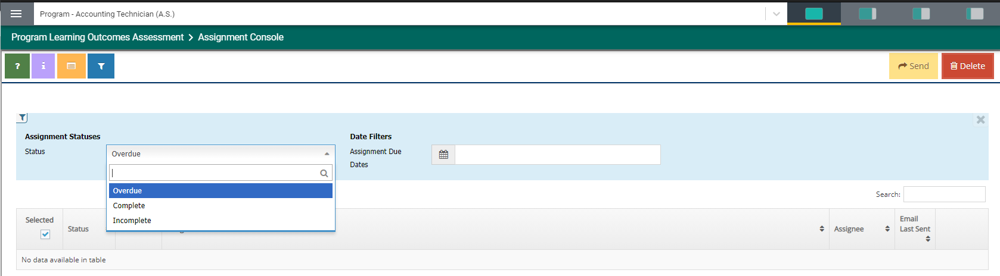 Program - Accounting Technician (A.S.)
Program Learning Outcomes Assessment > Assignment Console
? i Send Delete
Assignment Statuses
Status
Overdue
Overdue
Complete
Incomplete
Date Filters
Assignment Due
Dates
Search:
Selected
Status
Assignee
Email
Last Sent
No data available in table